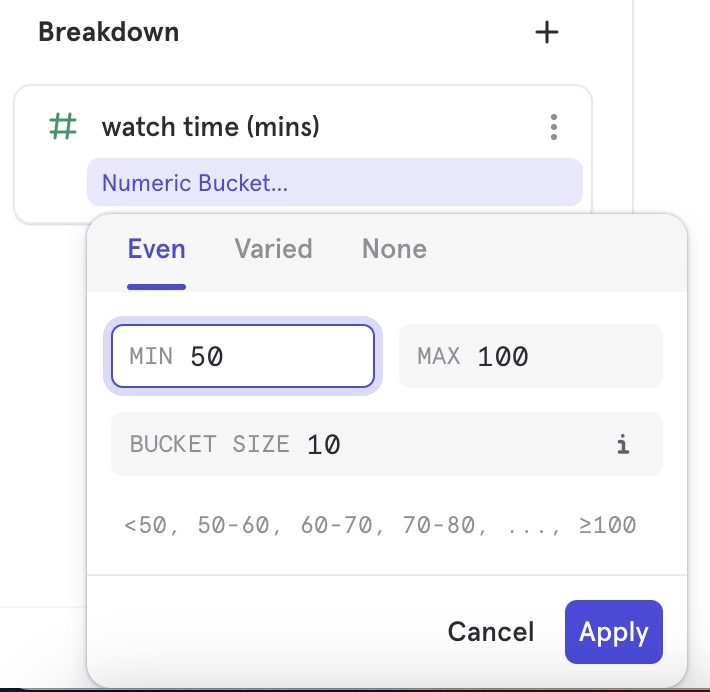 Breakdown +
# watch time (mins)
Numeric Bucket...
Even Varied None
MIN 50 MAX 100
BUCKET SIZE 10 i
<50, 50-60, 60-70, 70-80, ..., ≥100
Cancel Apply